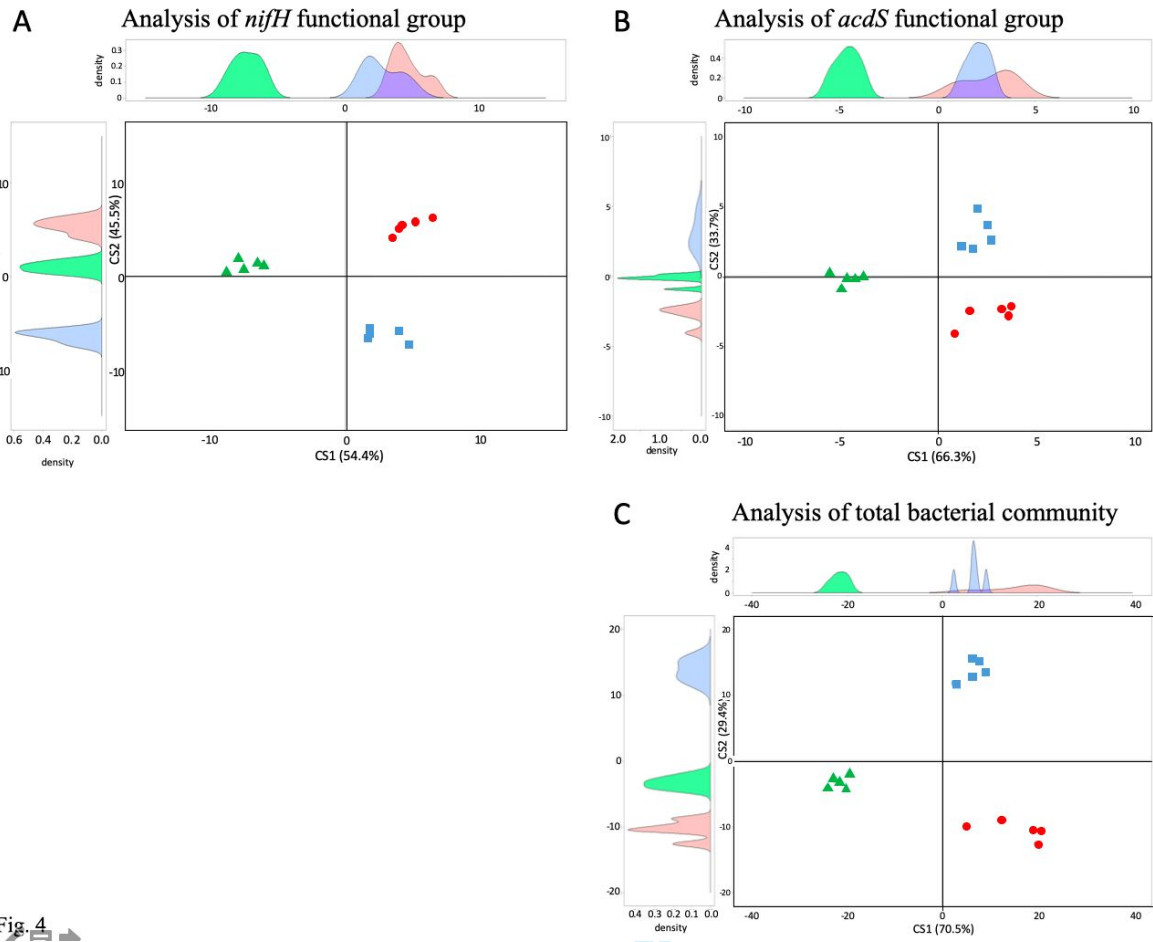 A
Analysis of nifH functional group
density
0.3
0.2
0.1
0
-10 0 10
10
0
10
0.6 0.4 0.2 0.0
density
CS2 (45.5%)
10
0
-10
-10 0 10
CS1 (54.4%)
B
Analysis of acdS functional group
density
0.4
0.2
0
-10 -5 0 5 10
10
5
0
-5
-10
2.0 1.0 0.0
density
CS2 (33.7%)
10
5
0
-5
-10
-10 -5 0 5 10
CS1 (66.3%)
C
Analysis of total bacterial community
density
4
2
0
-40 -20 0 20 40
20
10
0
-10
-20
0.4 0.3 0.2 0.1 0.0
density
CS2 (29.4%)
20
10
0
-10
-20
-40 -20 0 20 40
CS1 (70.5%)
Fig. 4